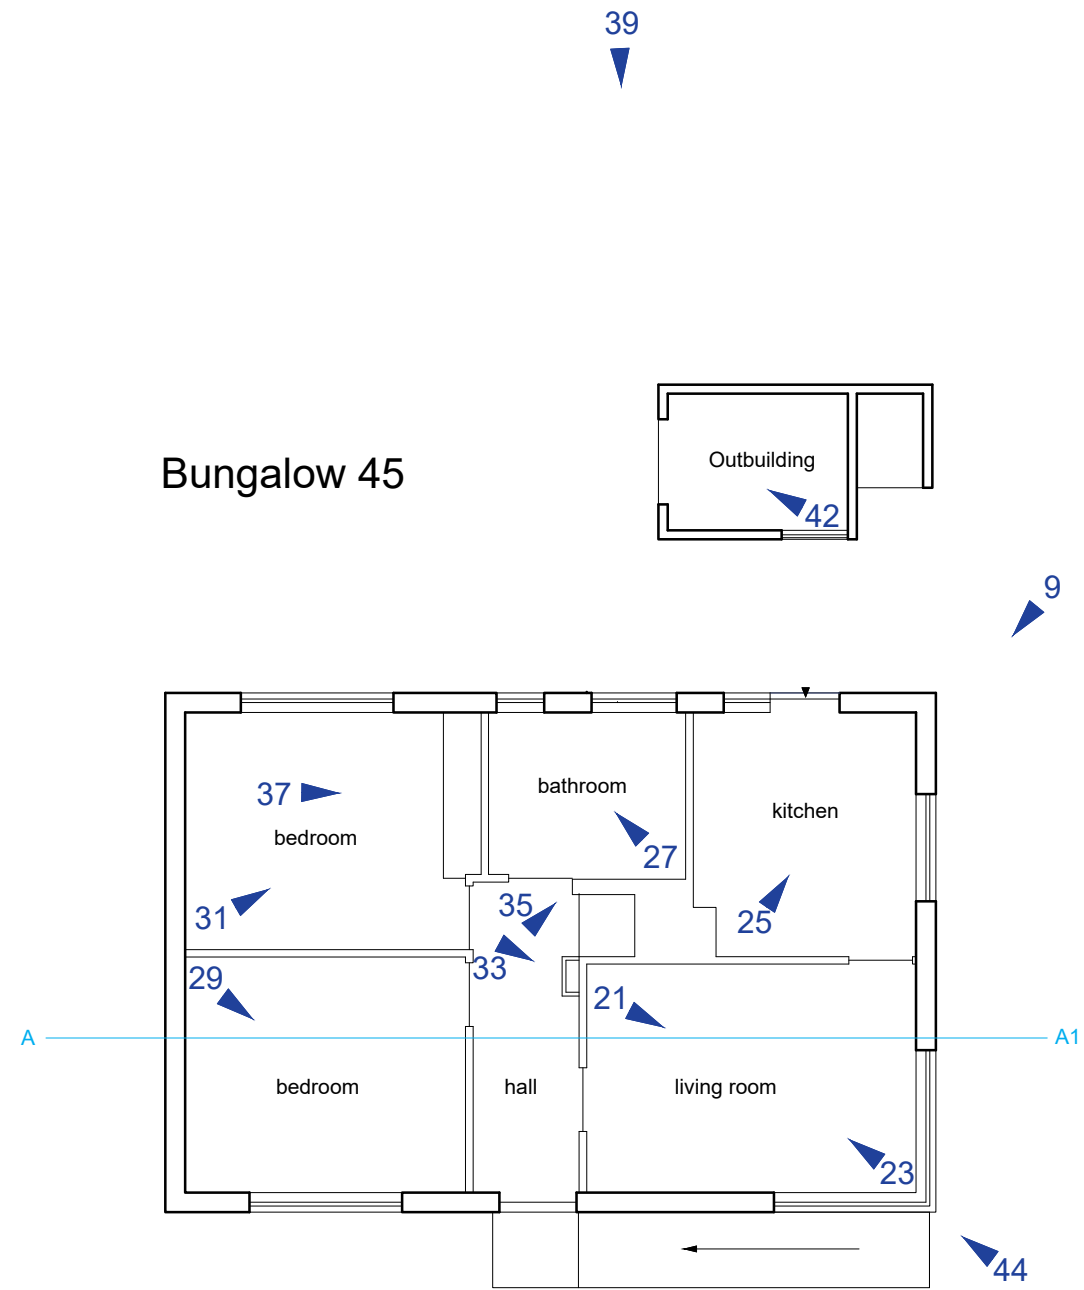 39
Outbuilding
Bungalow 45
42
9
bathroom
37
kitchen
bedroom
27
31
35
25
33
29
21
A
A1
bedroom
hall
living room
23
44